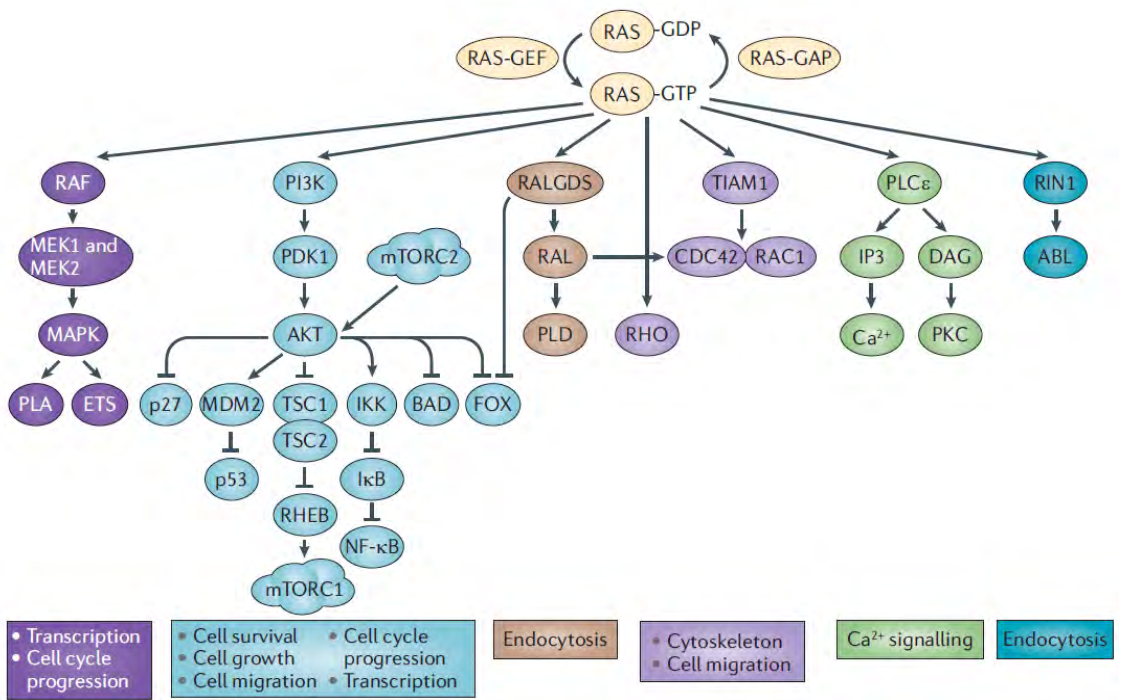 RAS -GDP
RAS-GEF
RAS-GAP
RAS -GTP
RAF
PI3K
RALGDS
TIAM1
PLCε
RIN1
MEK1 and
MEK2
PDK1
mTORC2
RAL
CDC42
RAC1
IP3
DAG
ABL
MAPK
AKT
PLD
RHO
Ca²⁺
PKC
PLA
ETS
p27
MDM2
TSC1
IKK
BAD
FOX
TSC2
p53
IκB
RHEB
NF-κB
mTORC1
• Transcription
• Cell cycle
progression
• Cell survival
• Cell growth
• Cell migration
• Cell cycle
progression
• Transcription
Endocytosis
• Cytoskeleton
• Cell migration
Ca²⁺ signalling
Endocytosis